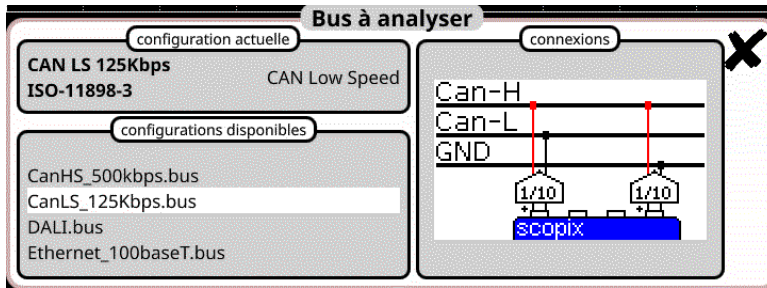 Bus à analyser
configuration actuelle
CAN LS 125Kbps
ISO-11898-3
CAN Low Speed
configurations disponibles
CanHS_500kbps.bus
CanLS_125Kbps.bus
DALI.bus
Ethernet_100baseT.bus
connexions
Can-H
Can-L
GND
1/10 1/10
+ +
scopix